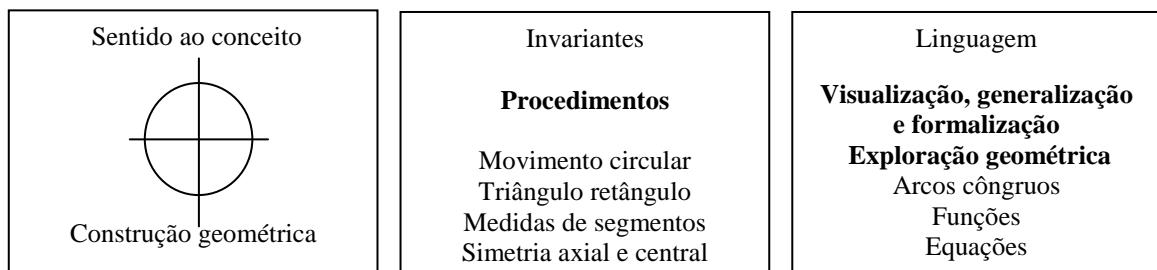 Sentido ao conceito
Construção geométrica
Invariantes
Procedimentos
Movimento circular
Triângulo retângulo
Medidas de segmentos
Simetria axial e central
Linguagem
Visualização, generalização
e formalização
Exploração geométrica
Arcos côngruos
Funções
Equações